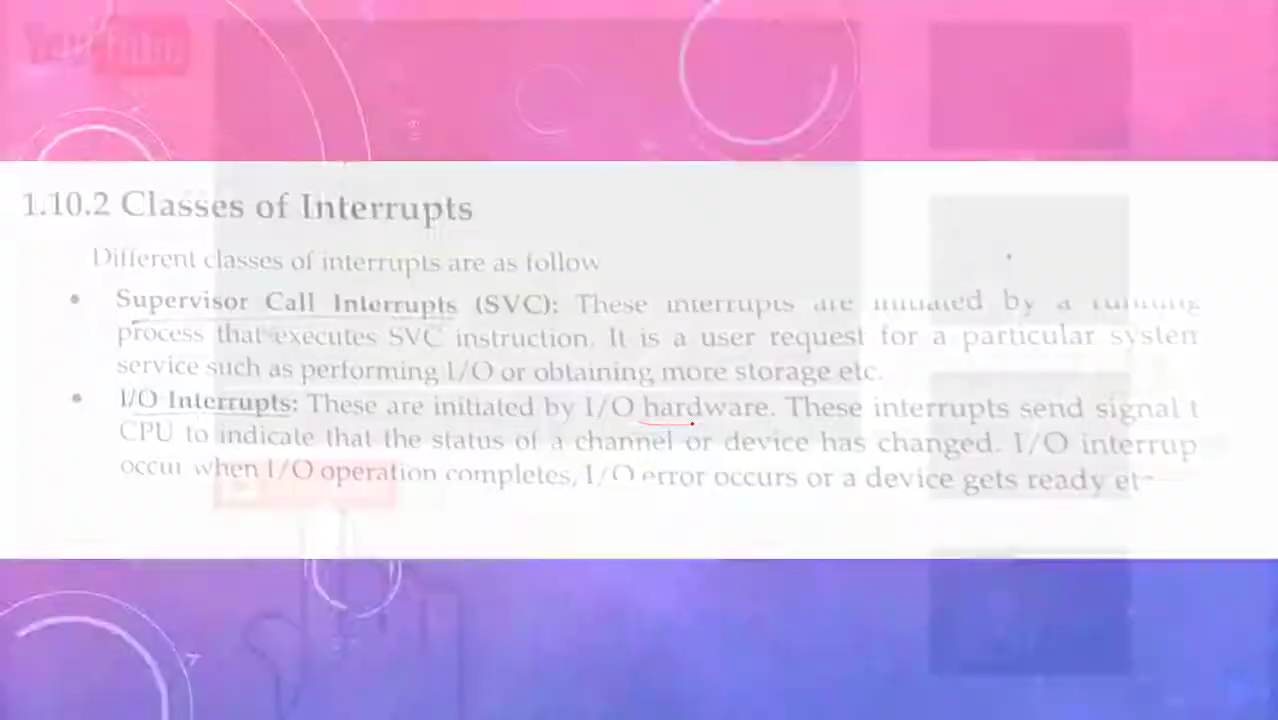 YouTube
1.10.2 Classes of Interrupts
Different classes of interrupts are as follow
• Supervisor Call Interrupts (SVC): These interrupts are initiated by a running
process that executes SVC instruction. It is a user request for a particular system
service such as performing I/O or obtaining more storage etc.
• I/O Interrupts: These are initiated by I/O hardware. These interrupts send signal t
CPU to indicate that the status of a channel or device has changed. I/O interrup
occur when I/O operation completes, I/O error occurs or a device gets ready etc